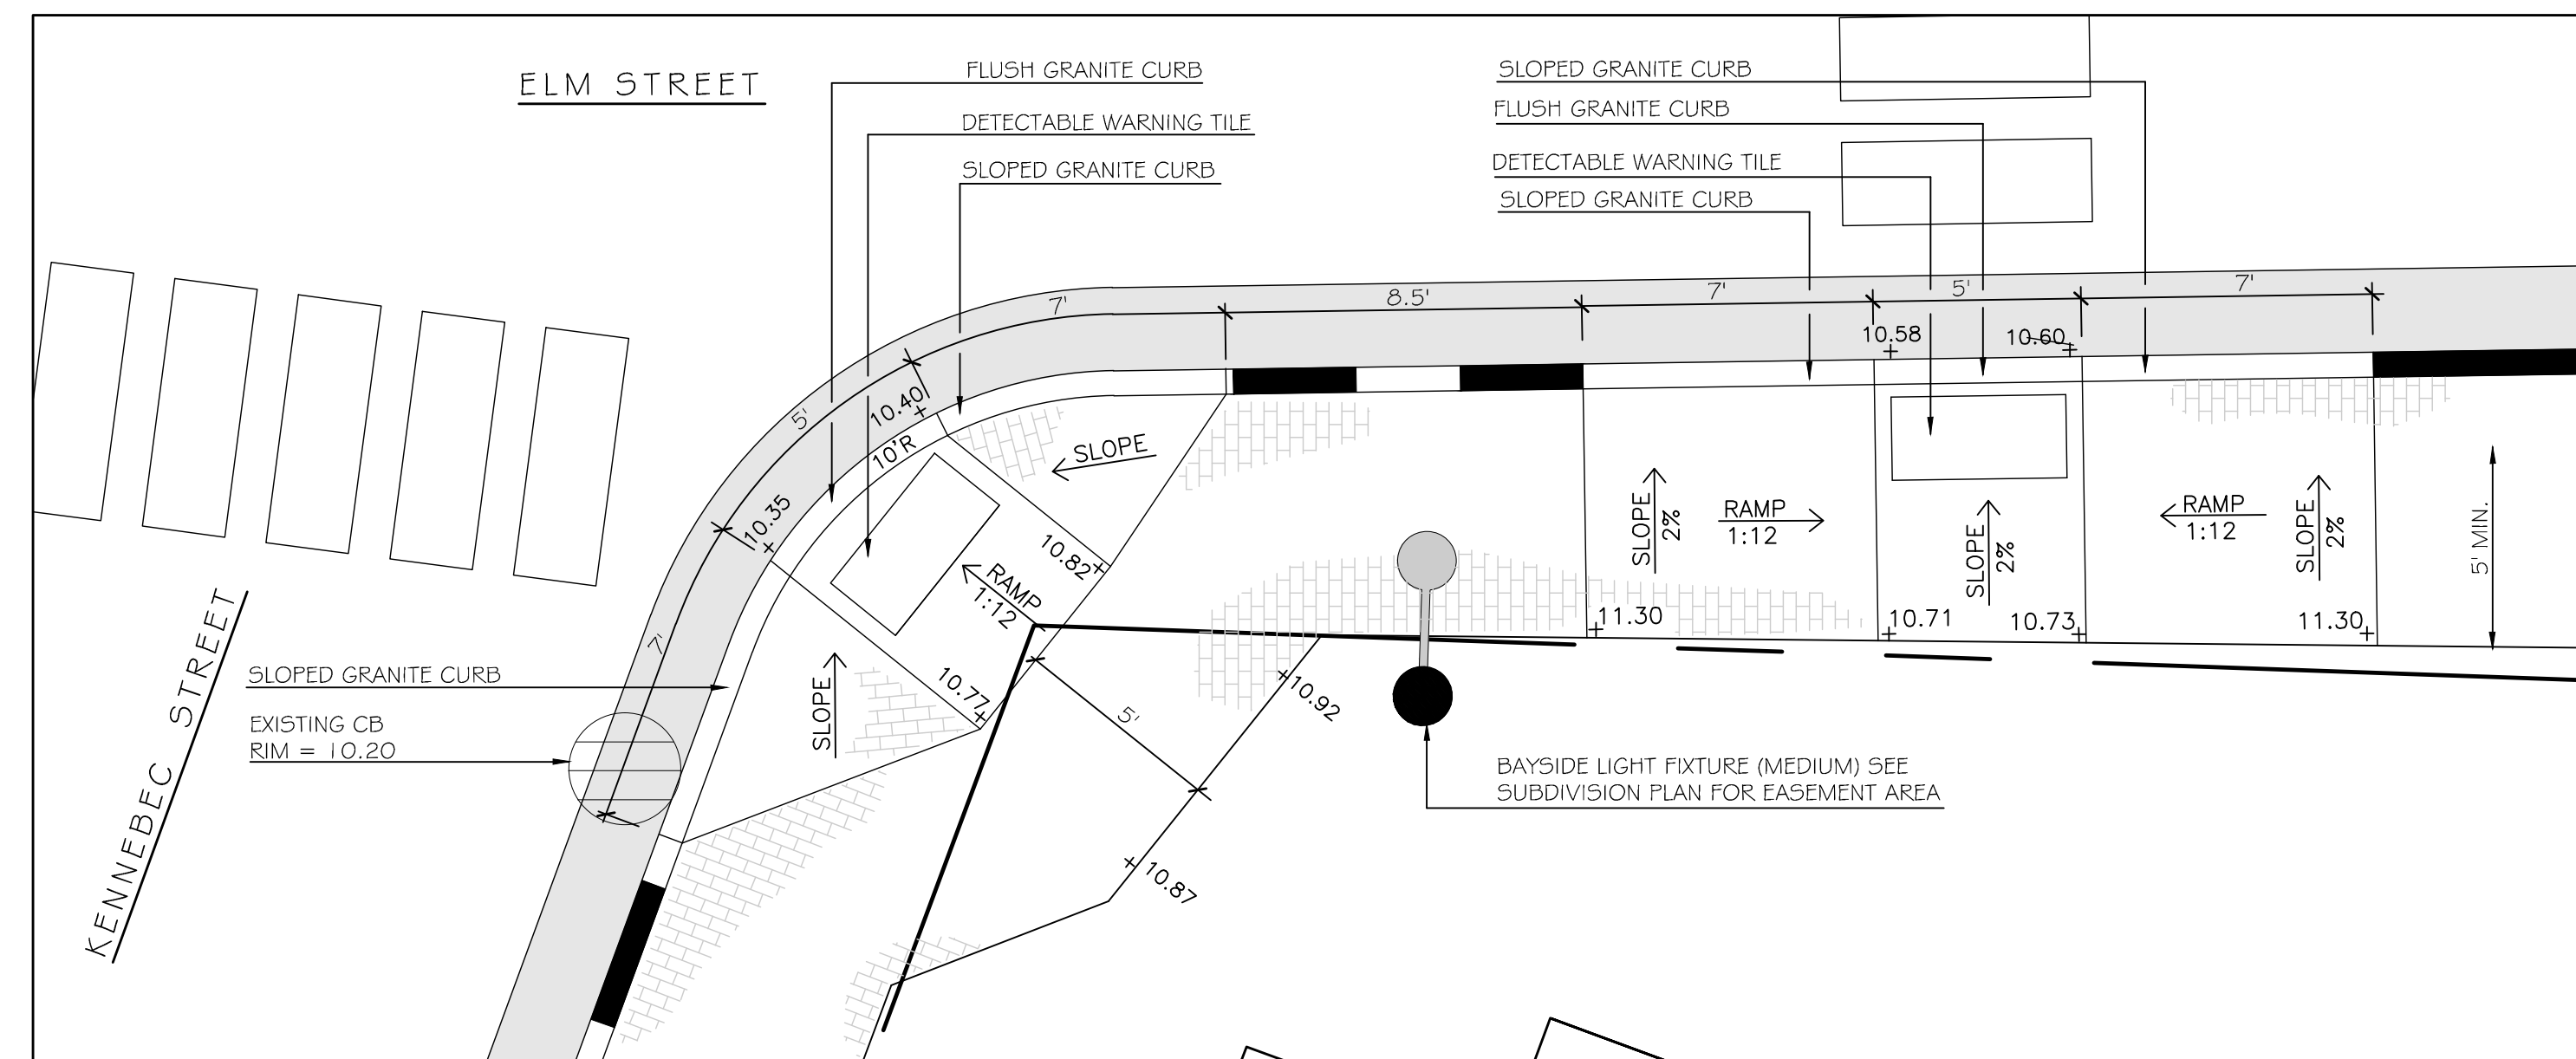 ELM STREET
FLUSH GRANITE CURB
DETECTABLE WARNING TILE
SLOPED GRANITE CURB
SLOPED GRANITE CURB
FLUSH GRANITE CURB
DETECTABLE WARNING TILE
SLOPED GRANITE CURB
7'
8.5'
7'
5'
7'
10.58
10.60
5'
10.40
10'R
10.35
SLOPE
10.82
RAMP
1:12
7'
SLOPE
10.77
SLOPE
2%
RAMP
1:12
SLOPE
2%
RAMP
1:12
SLOPE
2%
5' MIN.
11.30
10.71
10.73
11.30
KENNEBEC STREET
SLOPED GRANITE CURB
EXISTING CB
RIM = 10.20
5'
10.92
10.87
BAYSIDE LIGHT FIXTURE (MEDIUM) SEE
SUBDIVISION PLAN FOR EASEMENT AREA